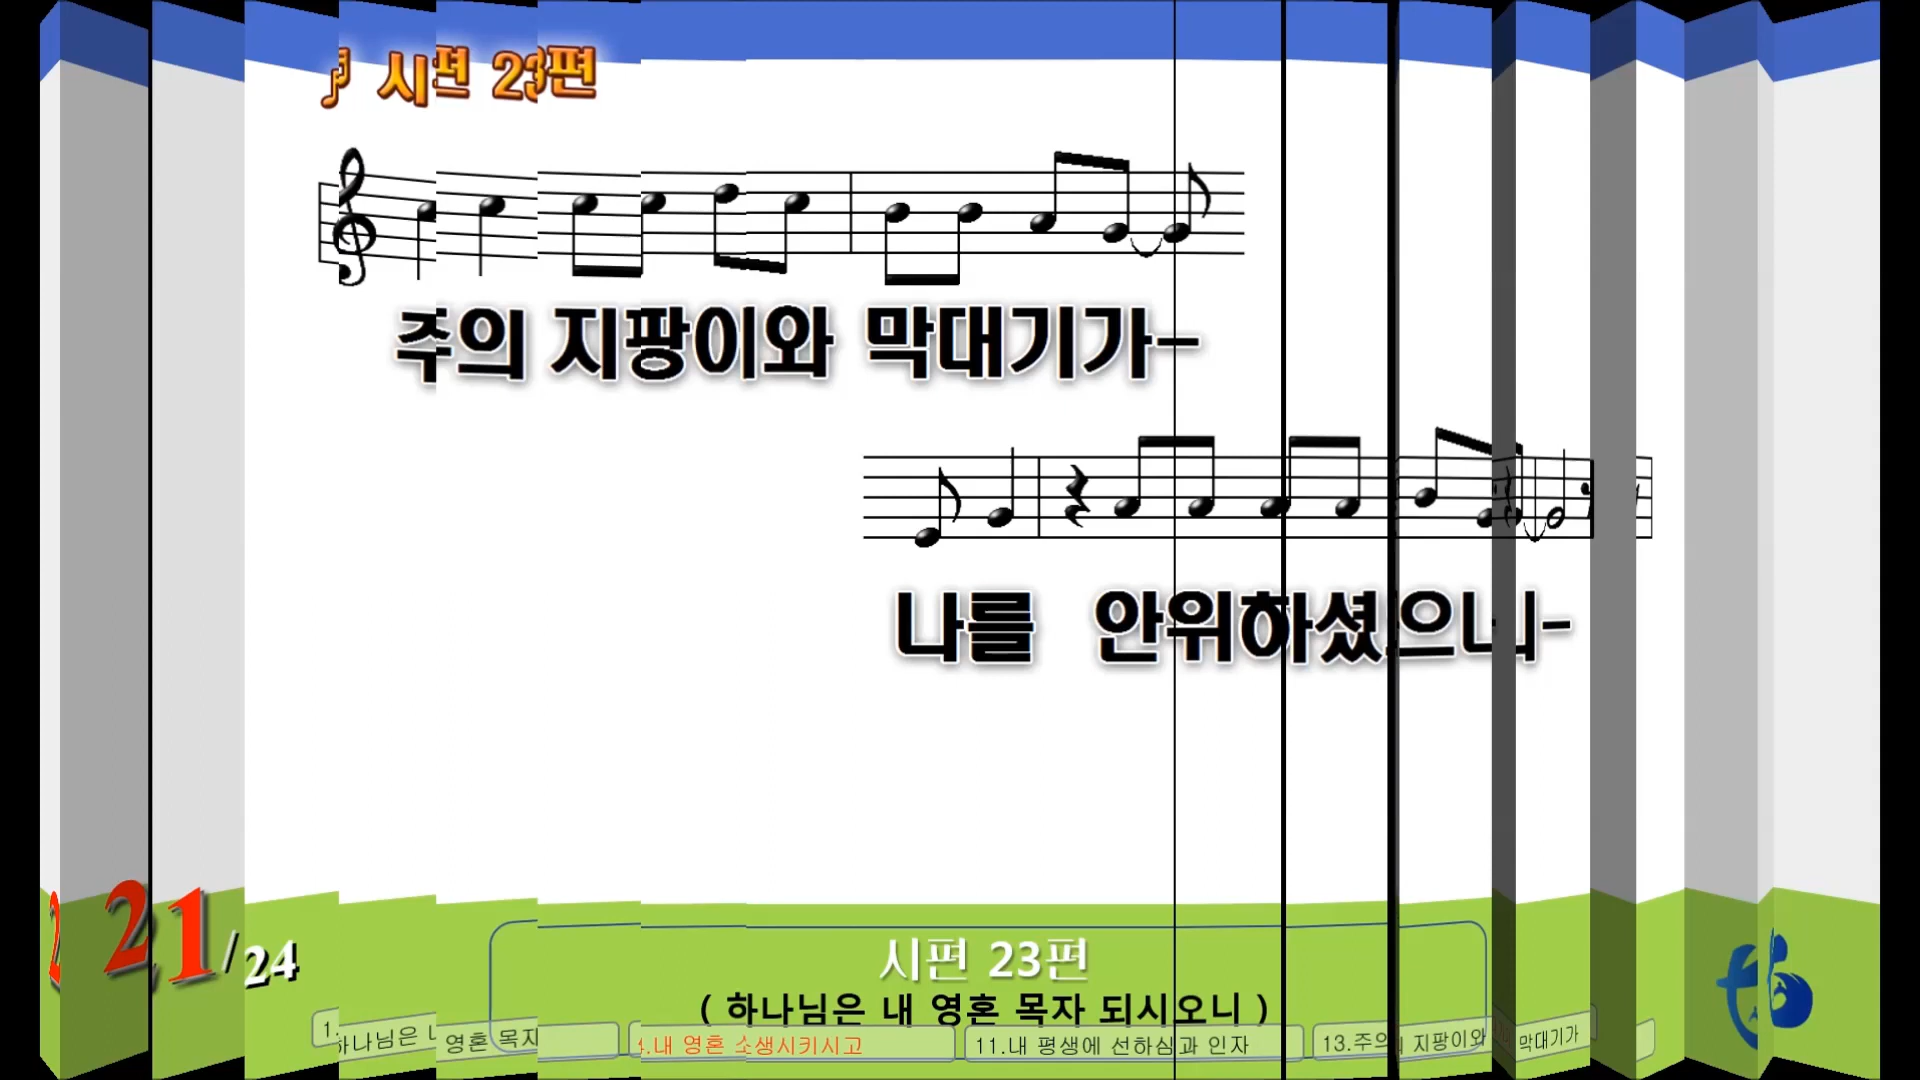 시편 23편
주의 지팡이와 막대기가-
나를 안위하셨으니-
21/24
시편 23편
( 하나님은 내 영혼 목자 되시오니 )
1.하나님은 내 영혼 목자
4.내 영혼 소생시키시고
11.내 평생에 선하심과 인자
13.주의 지팡이와 막대기가